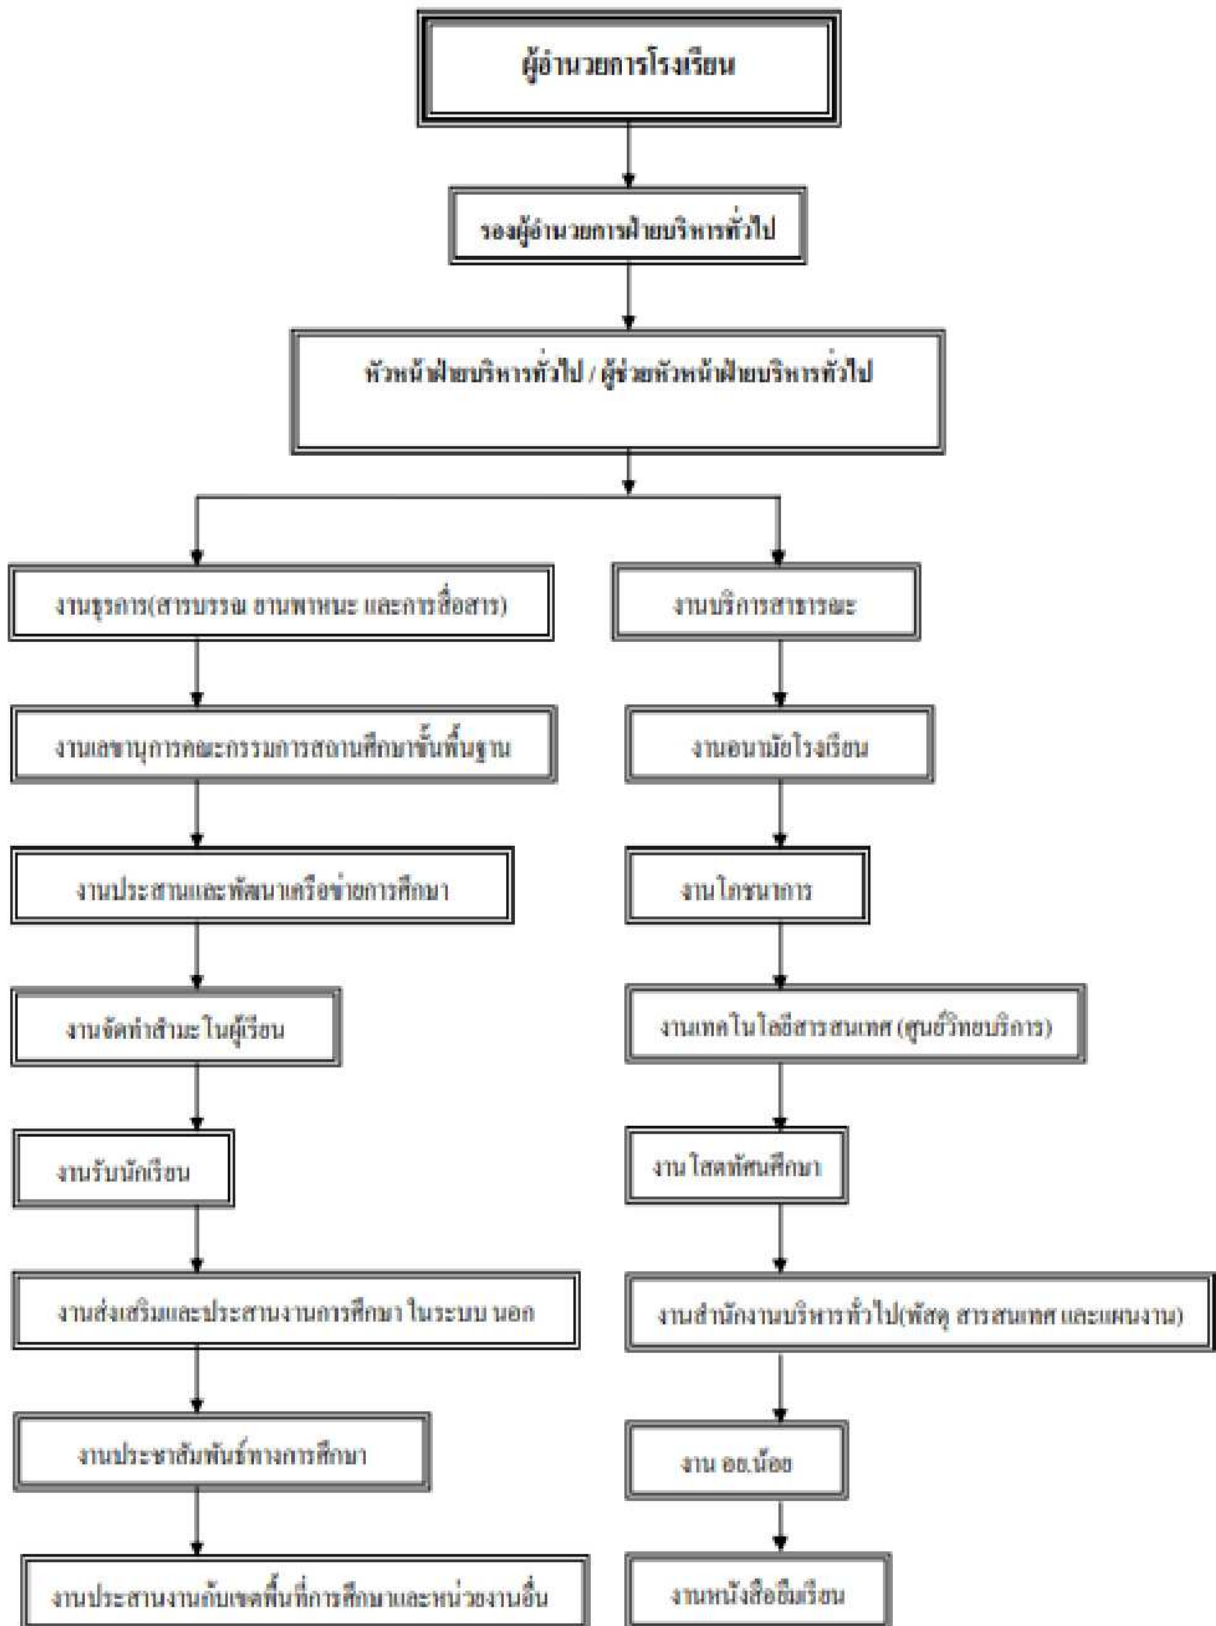 ผู้อำนวยการโรงเรียน
รองผู้อำนวยการฝ่ายบริหารทั่วไป
หัวหน้าฝ่ายบริหารทั่วไป / ผู้ช่วยหัวหน้าฝ่ายบริหารทั่วไป
งานธุรการ(สารบรรณ ยานพาหนะ และการสื่อสาร)
งานเลขานุการคณะกรรมการสถานศึกษาขั้นพื้นฐาน
งานประสานและพัฒนาเครือข่ายการศึกษา
งานจัดทำสำมะโนผู้เรียน
งานรับนักเรียน
งานส่งเสริมและประสานงานการศึกษา ในระบบ นอก
งานประชาสัมพันธ์ทางการศึกษา
งานประสานงานกับเขตพื้นที่การศึกษาและหน่วยงานอื่น
งานบริการสาธารณะ
งานอนามัยโรงเรียน
งานโภชนาการ
งานเทคโนโลยีสารสนเทศ (ศูนย์วิทยบริการ)
งานโสตทัศนศึกษา
งานสำนักงานบริหารทั่วไป(พัสดุ สารสนเทศ และแผนงาน)
งาน อย.น้อย
งานหนังสือยืมเรียน